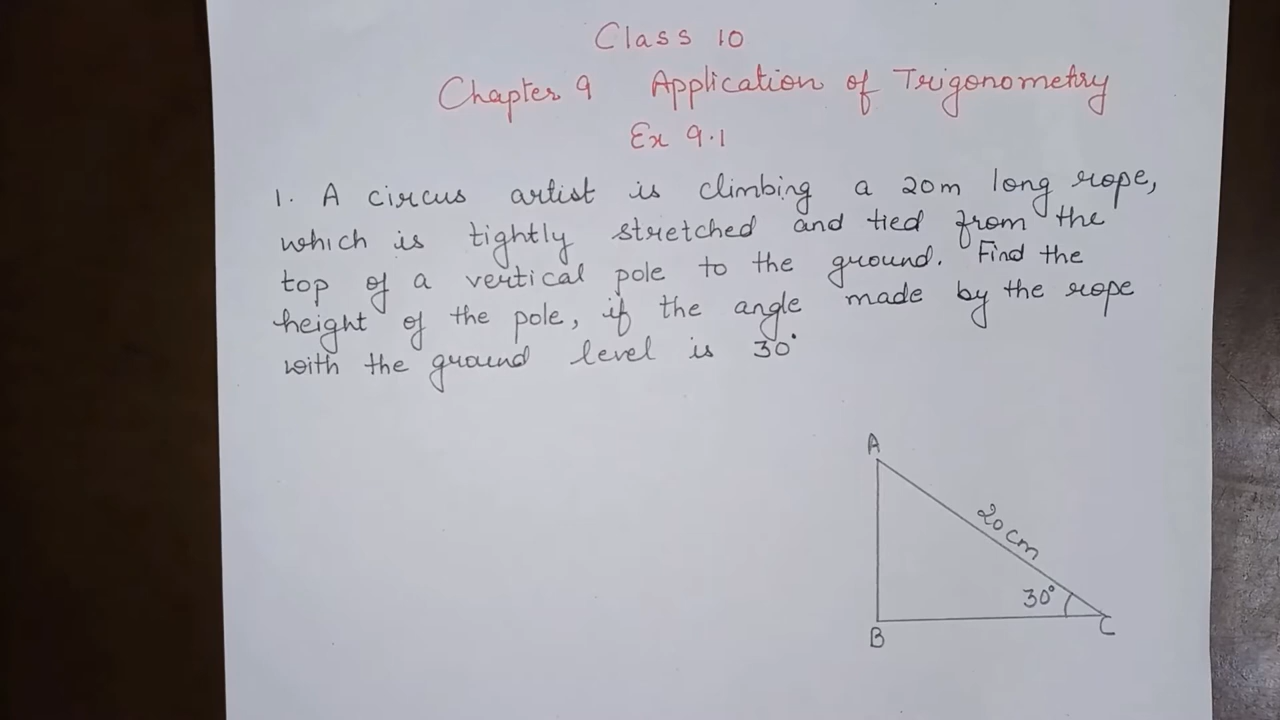 Class 10
Chapter 9 Application of Trigonometry
Ex 9.1
1. A circus artist is climbing a 20m long rope,
which is tightly stretched and tied from the
top of a vertical pole to the ground. Find the
height of the pole, if the angle made by the rope
with the ground level is 30°
A
20cm
30°
B
C